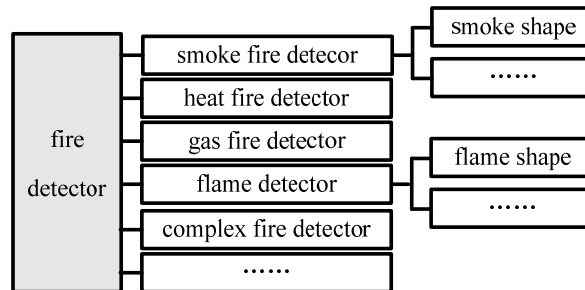 fire
detector
smoke fire detecor
heat fire detector
gas fire detector
flame detector
complex fire detector
……
smoke shape
……
flame shape
……